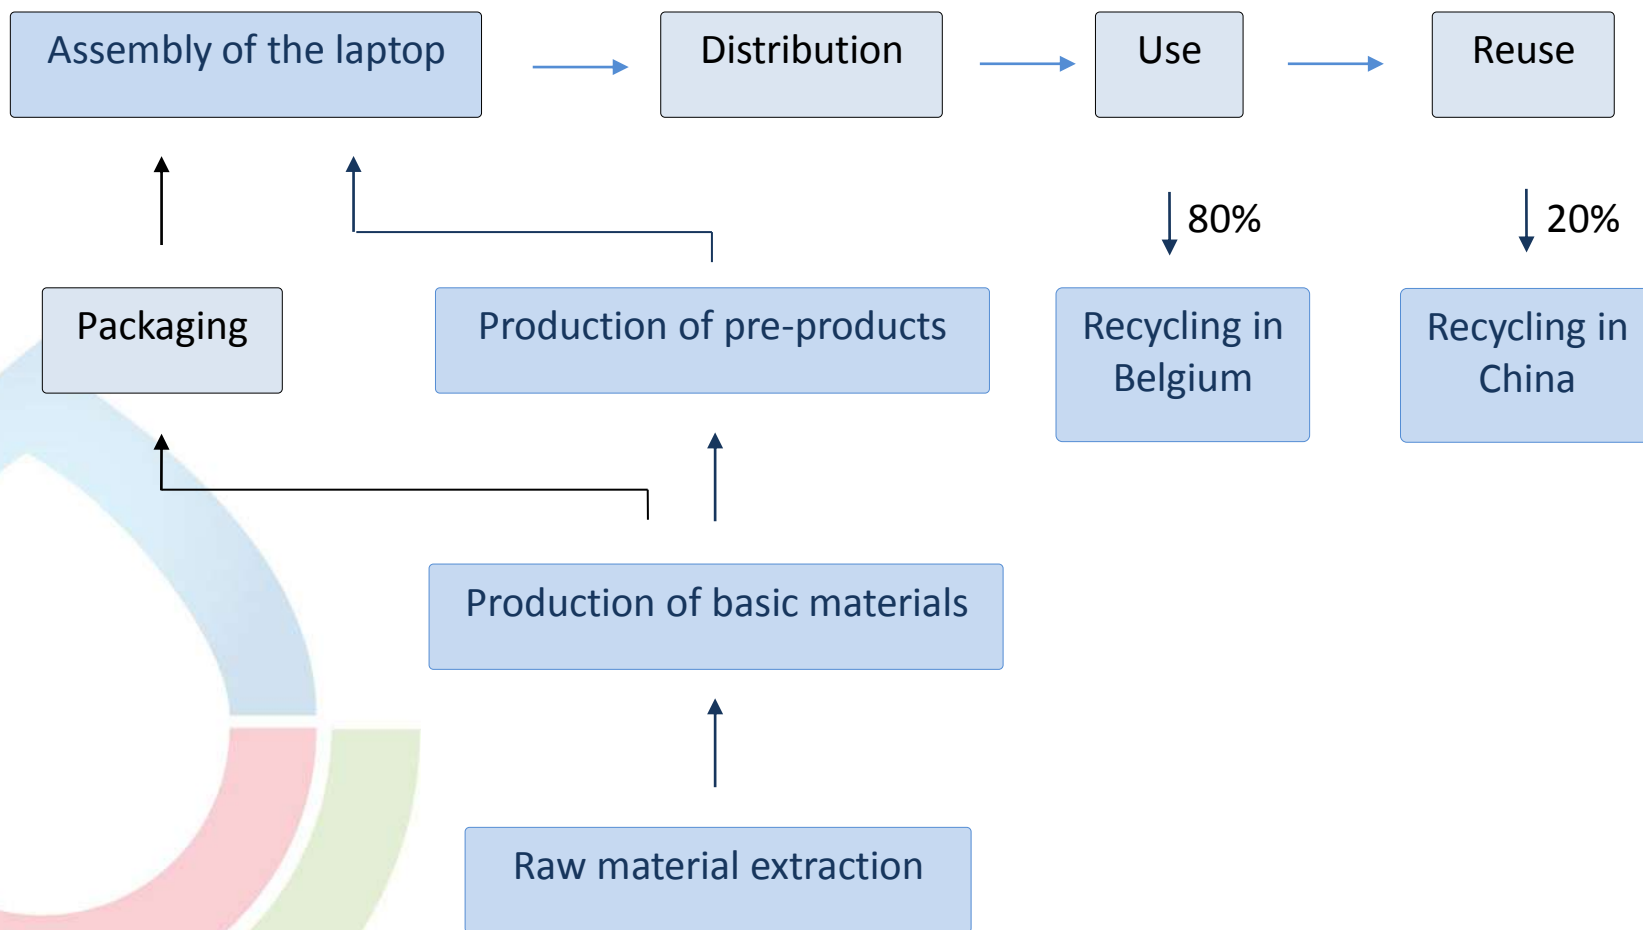 Assembly of the laptop
Distribution
Use
Reuse
80%
20%
Packaging
Production of pre-products
Recycling in
Belgium
Recycling in
China
Production of basic materials
Raw material extraction